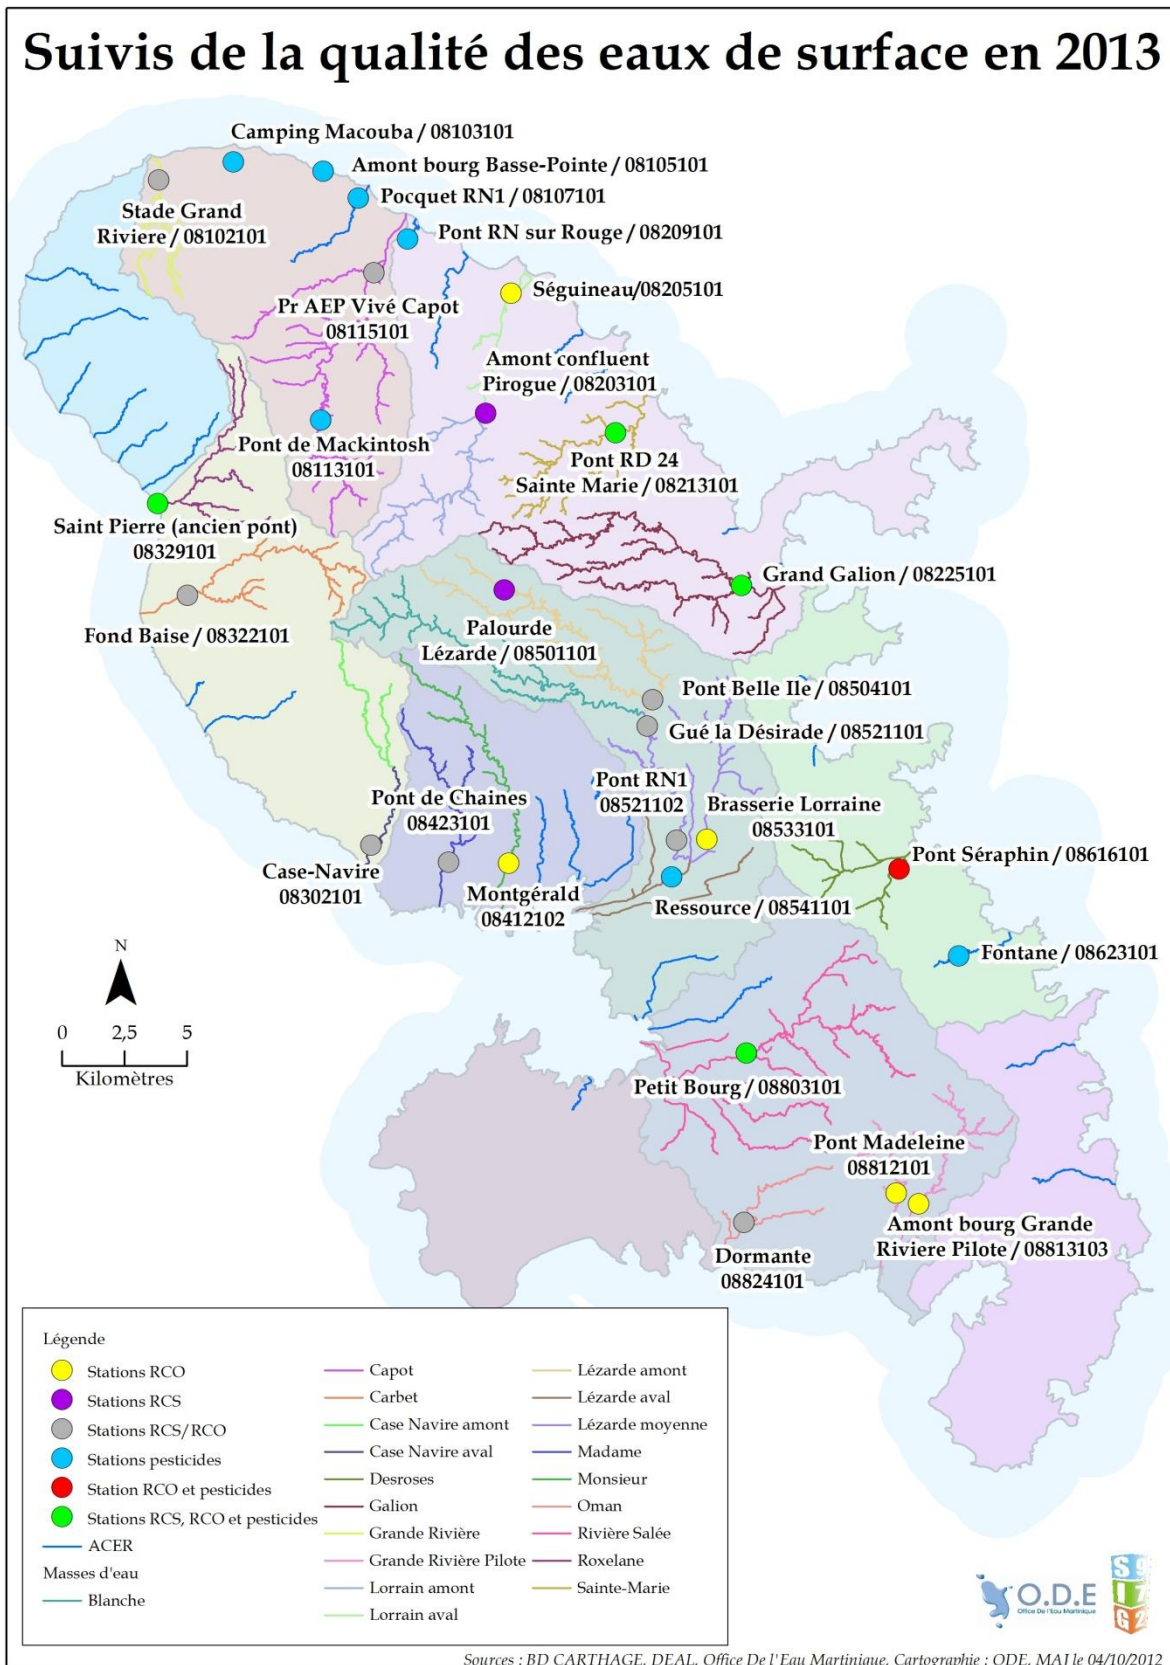 Suivis de la qualité des eaux de surface en 2013
Camping Macouba / 08103101
Amont bourg Basse-Pointe / 08105101
Pocquet RN1 / 08107101
Stade Grand
Riviere / 08102101
Pont RN sur Rouge / 08209101
Séguineau/08205101
Pr AEP Vivé Capot
08115101
Amont confluent
Pirogue / 08203101
Pont de Mackintosh
08113101
Pont RD 24
Sainte Marie / 08213101
Saint Pierre (ancien pont)
08329101
Grand Galion / 08225101
Fond Baise / 08322101
Palourde
Lézarde / 08501101
Pont Belle Ile / 08504101
Gué la Désirade / 08521101
Pont RN1
08521102
Pont de Chaines
08423101
Brasserie Lorraine
08533101
Pont Séraphin / 08616101
Case-Navire
08302101
Montgérald
08412102
Ressource / 08541101
Fontane / 08623101
N
0 2,5 5
Kilomètres
Petit Bourg / 08803101
Pont Madeleine
08812101
Amont bourg Grande
Riviere Pilote / 08813103
Dormante
08824101
Légende
Stations RCO
Stations RCS
Stations RCS/RCO
Stations pesticides
Station RCO et pesticides
Stations RCS, RCO et pesticides
ACER
Masses d'eau
Blanche
Capot
Carbet
Case Navire amont
Case Navire aval
Desroses
Galion
Grande Rivière
Grande Rivière Pilote
Lorrain amont
Lorrain aval
Lézarde amont
Lézarde aval
Lézarde moyenne
Madame
Monsieur
Oman
Rivière Salée
Roxelane
Sainte-Marie
O.D.E
Office De l'Eau Martinique
S 9
I 7
G 2
Sources : BD CARTHAGE, DEAL, Office De l'Eau Martinique. Cartographie : ODE, MAJ le 04/10/2012